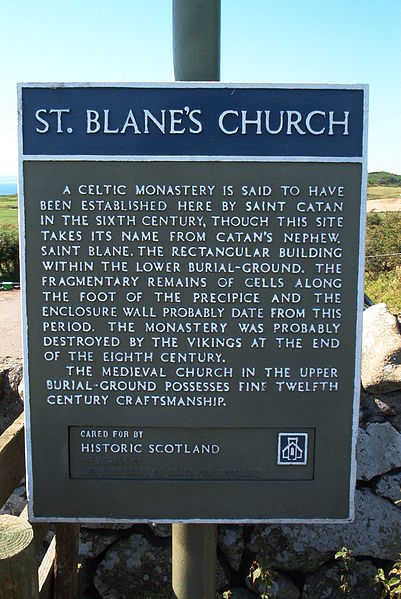 ST. BLANE'S CHURCH
A CELTIC MONASTERY IS SAID TO HAVE
BEEN ESTABLISHED HERE BY SAINT CATAN
IN THE SIXTH CENTURY, THOUGH THIS SITE
TAKES ITS NAME FROM CATAN'S NEPHEW,
SAINT BLANE. THE RECTANGULAR BUILDING
WITHIN THE LOWER BURIAL-GROUND. THE
FRAGMENTARY REMAINS OF CELLS ALONG
THE FOOT OF THE PRECIPICE AND THE
ENCLOSURE WALL PROBABLY DATE FROM THIS
PERIOD. THE MONASTERY WAS PROBABLY
DESTROYED BY THE VIKINGS AT THE END
OF THE EIGHTH CENTURY.
THE MEDIEVAL CHURCH IN THE UPPER
BURIAL-GROUND POSSESSES FINE TWELFTH
CENTURY CRAFTSMANSHIP.
CARED FOR BY
HISTORIC SCOTLAND